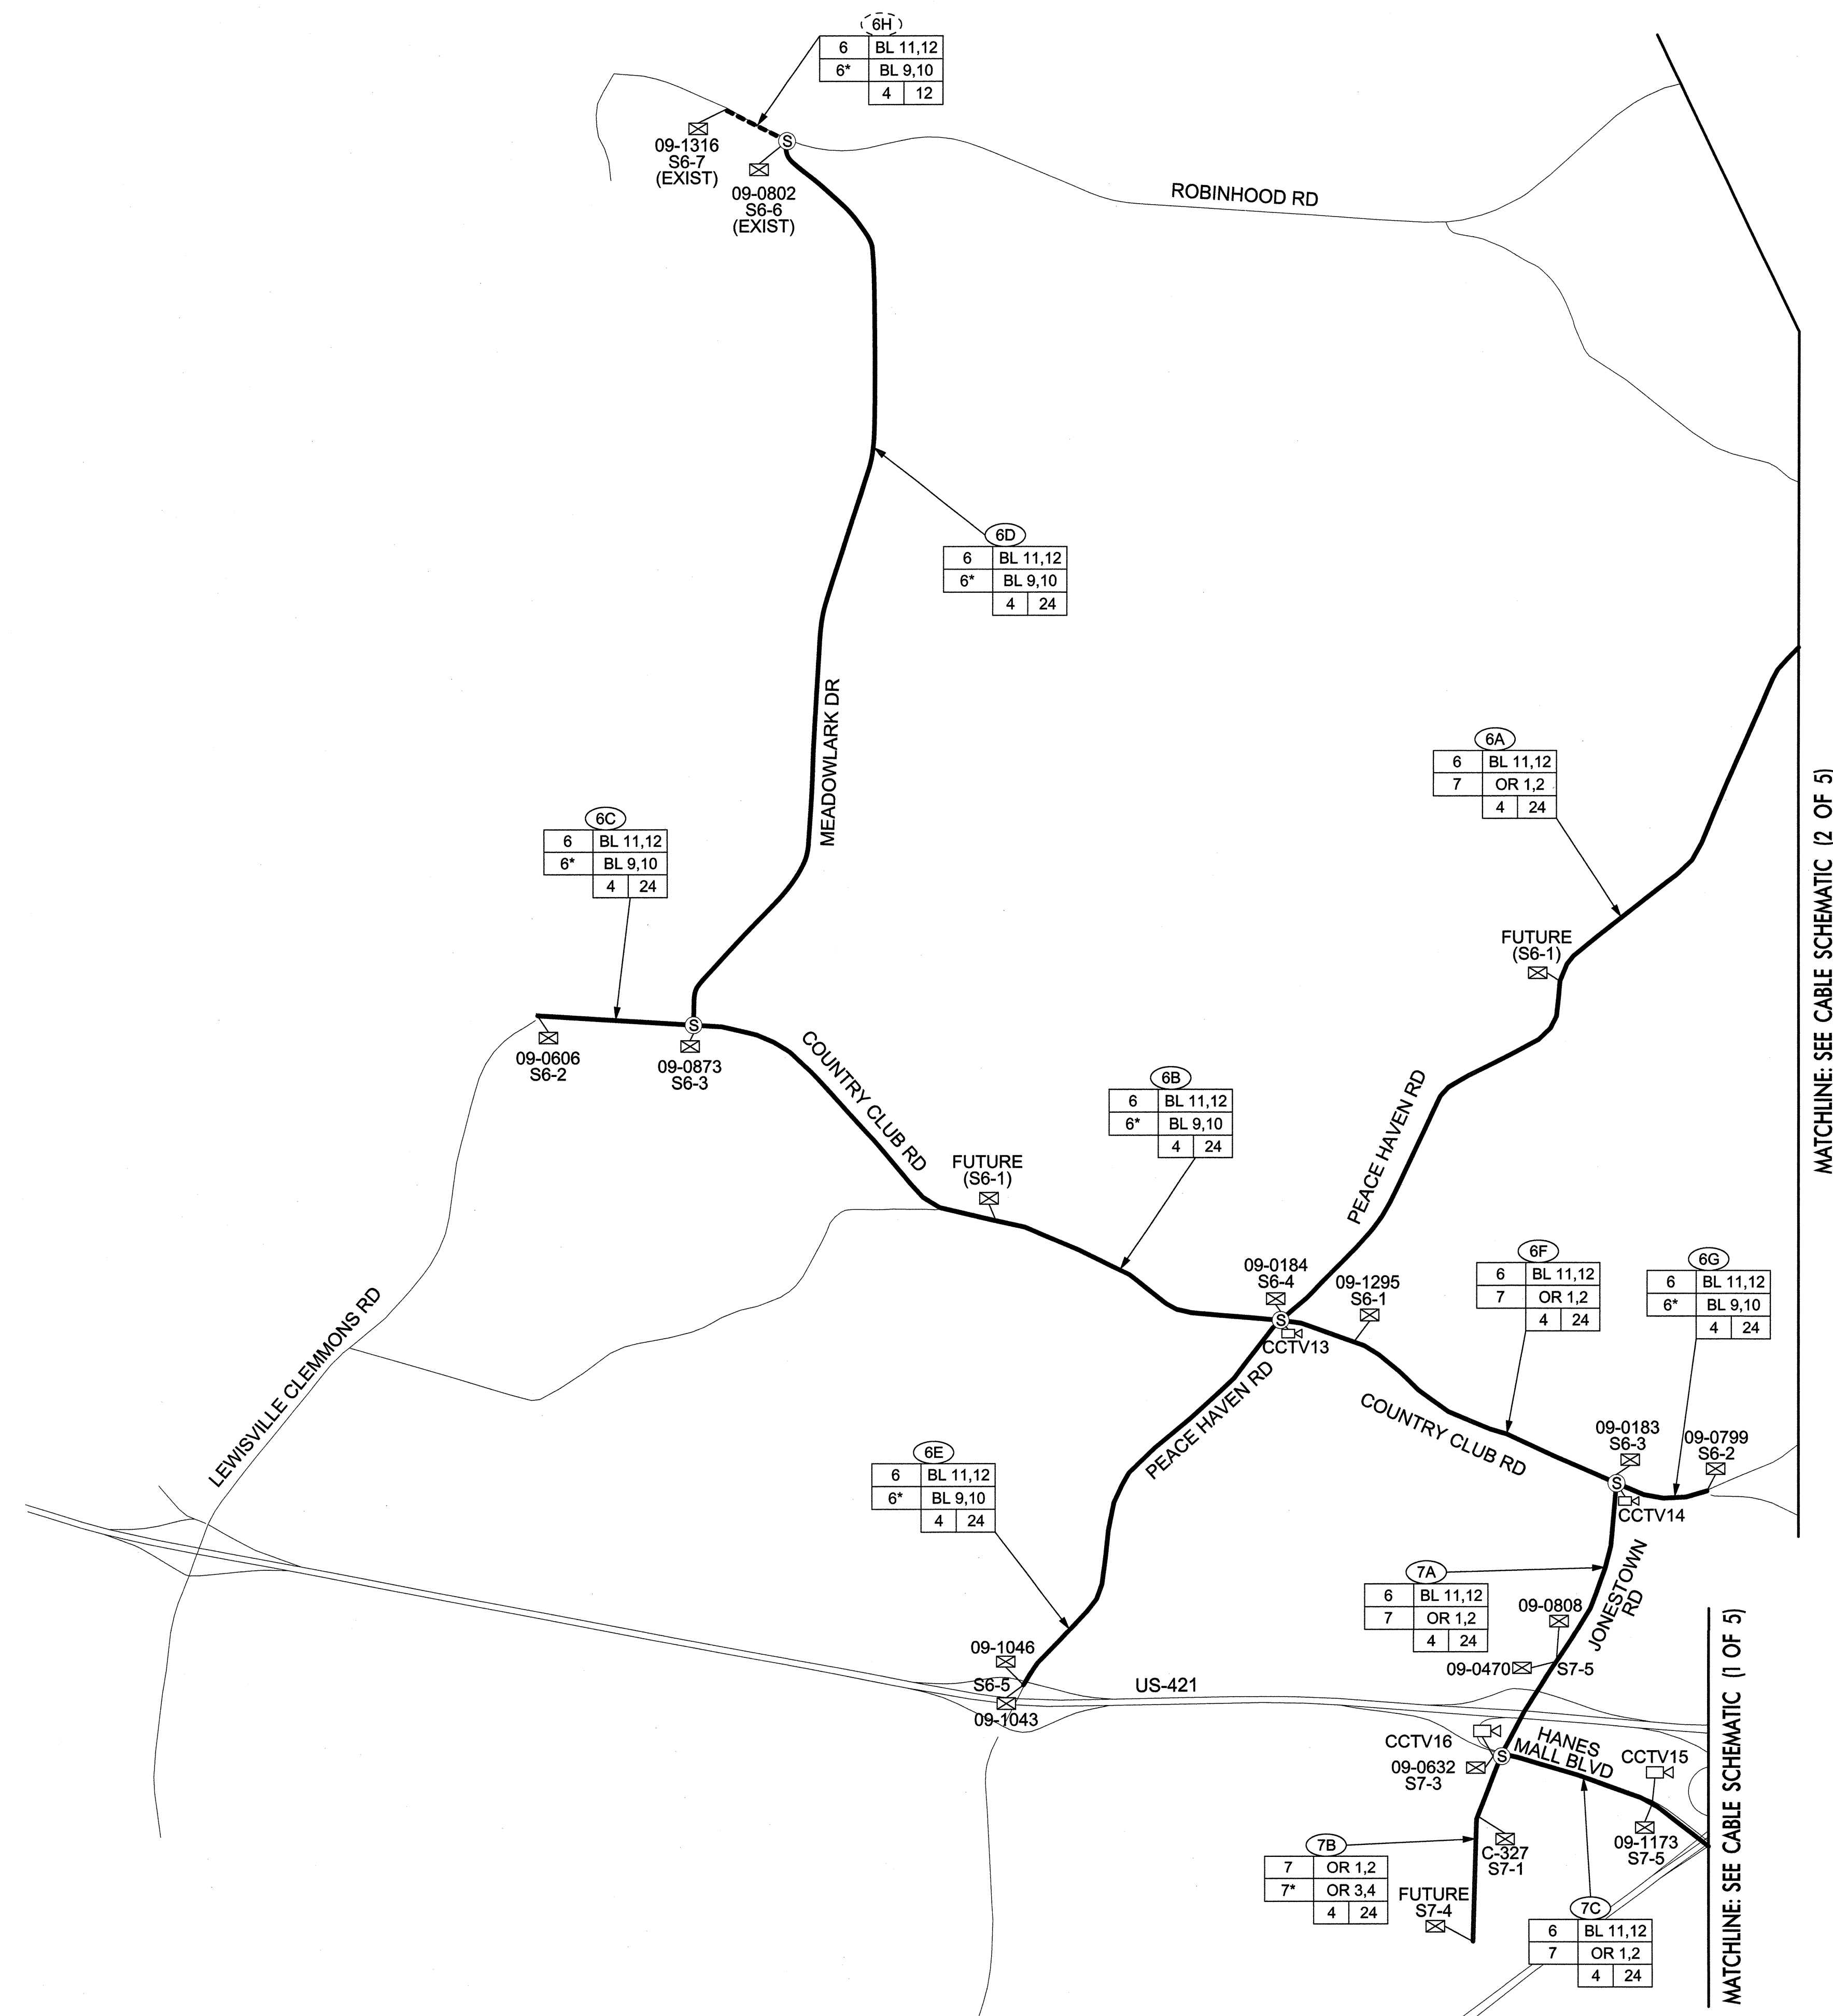 6H
6 BL 11,12
6* BL 9,10
4 12
09-1316
S6-7
(EXIST)
09-0802
S6-6
(EXIST)
ROBINHOOD RD
6D
6 BL 11,12
6* BL 9,10
4 24
MEADOWLARK DR
6A
6 BL 11,12
7 OR 1,2
4 24
MATCHLINE: SEE CABLE SCHEMATIC (2 OF 5)
6C
6 BL 11,12
6* BL 9,10
4 24
FUTURE
(S6-1)
09-0606
S6-2
09-0873
S6-3
COUNTRY CLUB RD
6B
6 BL 11,12
6* BL 9,10
4 24
PEACE HAVEN RD
FUTURE
(S6-1)
09-0184
S6-4
09-1295
S6-1
CCTV13
6F
6 BL 11,12
7 OR 1,2
4 24
6G
6 BL 11,12
6* BL 9,10
4 24
LEWISVILLE CLEMMONS RD
PEACE HAVEN RD
COUNTRY CLUB RD
09-0183
S6-3
09-0799
S6-2
CCTV14
6E
6 BL 11,12
6* BL 9,10
4 24
7A
6 BL 11,12
7 OR 1,2
4 24
JONESTOWN
RD
09-0808
09-0470
S7-5
09-1046
S6-5
09-1043
US-421
MATCHLINE: SEE CABLE SCHEMATIC (1 OF 5)
CCTV16
09-0632
S7-3
HANES
MALL BLVD
CCTV15
09-1173
S7-5
7B
7 OR 1,2
7* OR 3,4
4 24
C-327
S7-1
FUTURE
S7-4
7C
6 BL 11,12
7 OR 1,2
4 24
S
S
S
S
S